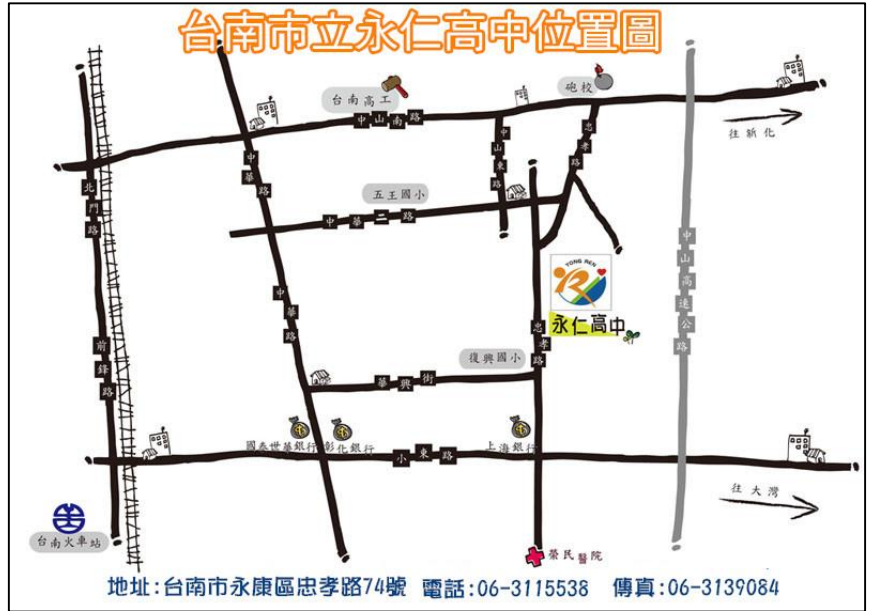 台南市立永仁高中位置圖
台南高工
砲校
中山南路
往新化
中華路
中山東路
忠孝路
北門路
五王國小
中華二路
中山高速公路
YONG REN
永仁高中
中華路
忠孝路
前鋒路
復興國小
華興街
國泰世華銀行
彰化銀行
上海銀行
小東路
往大灣
台南火車站
榮民醫院
地址:台南市永康區忠孝路74號 電話:06-3115538 傳真:06-3139084